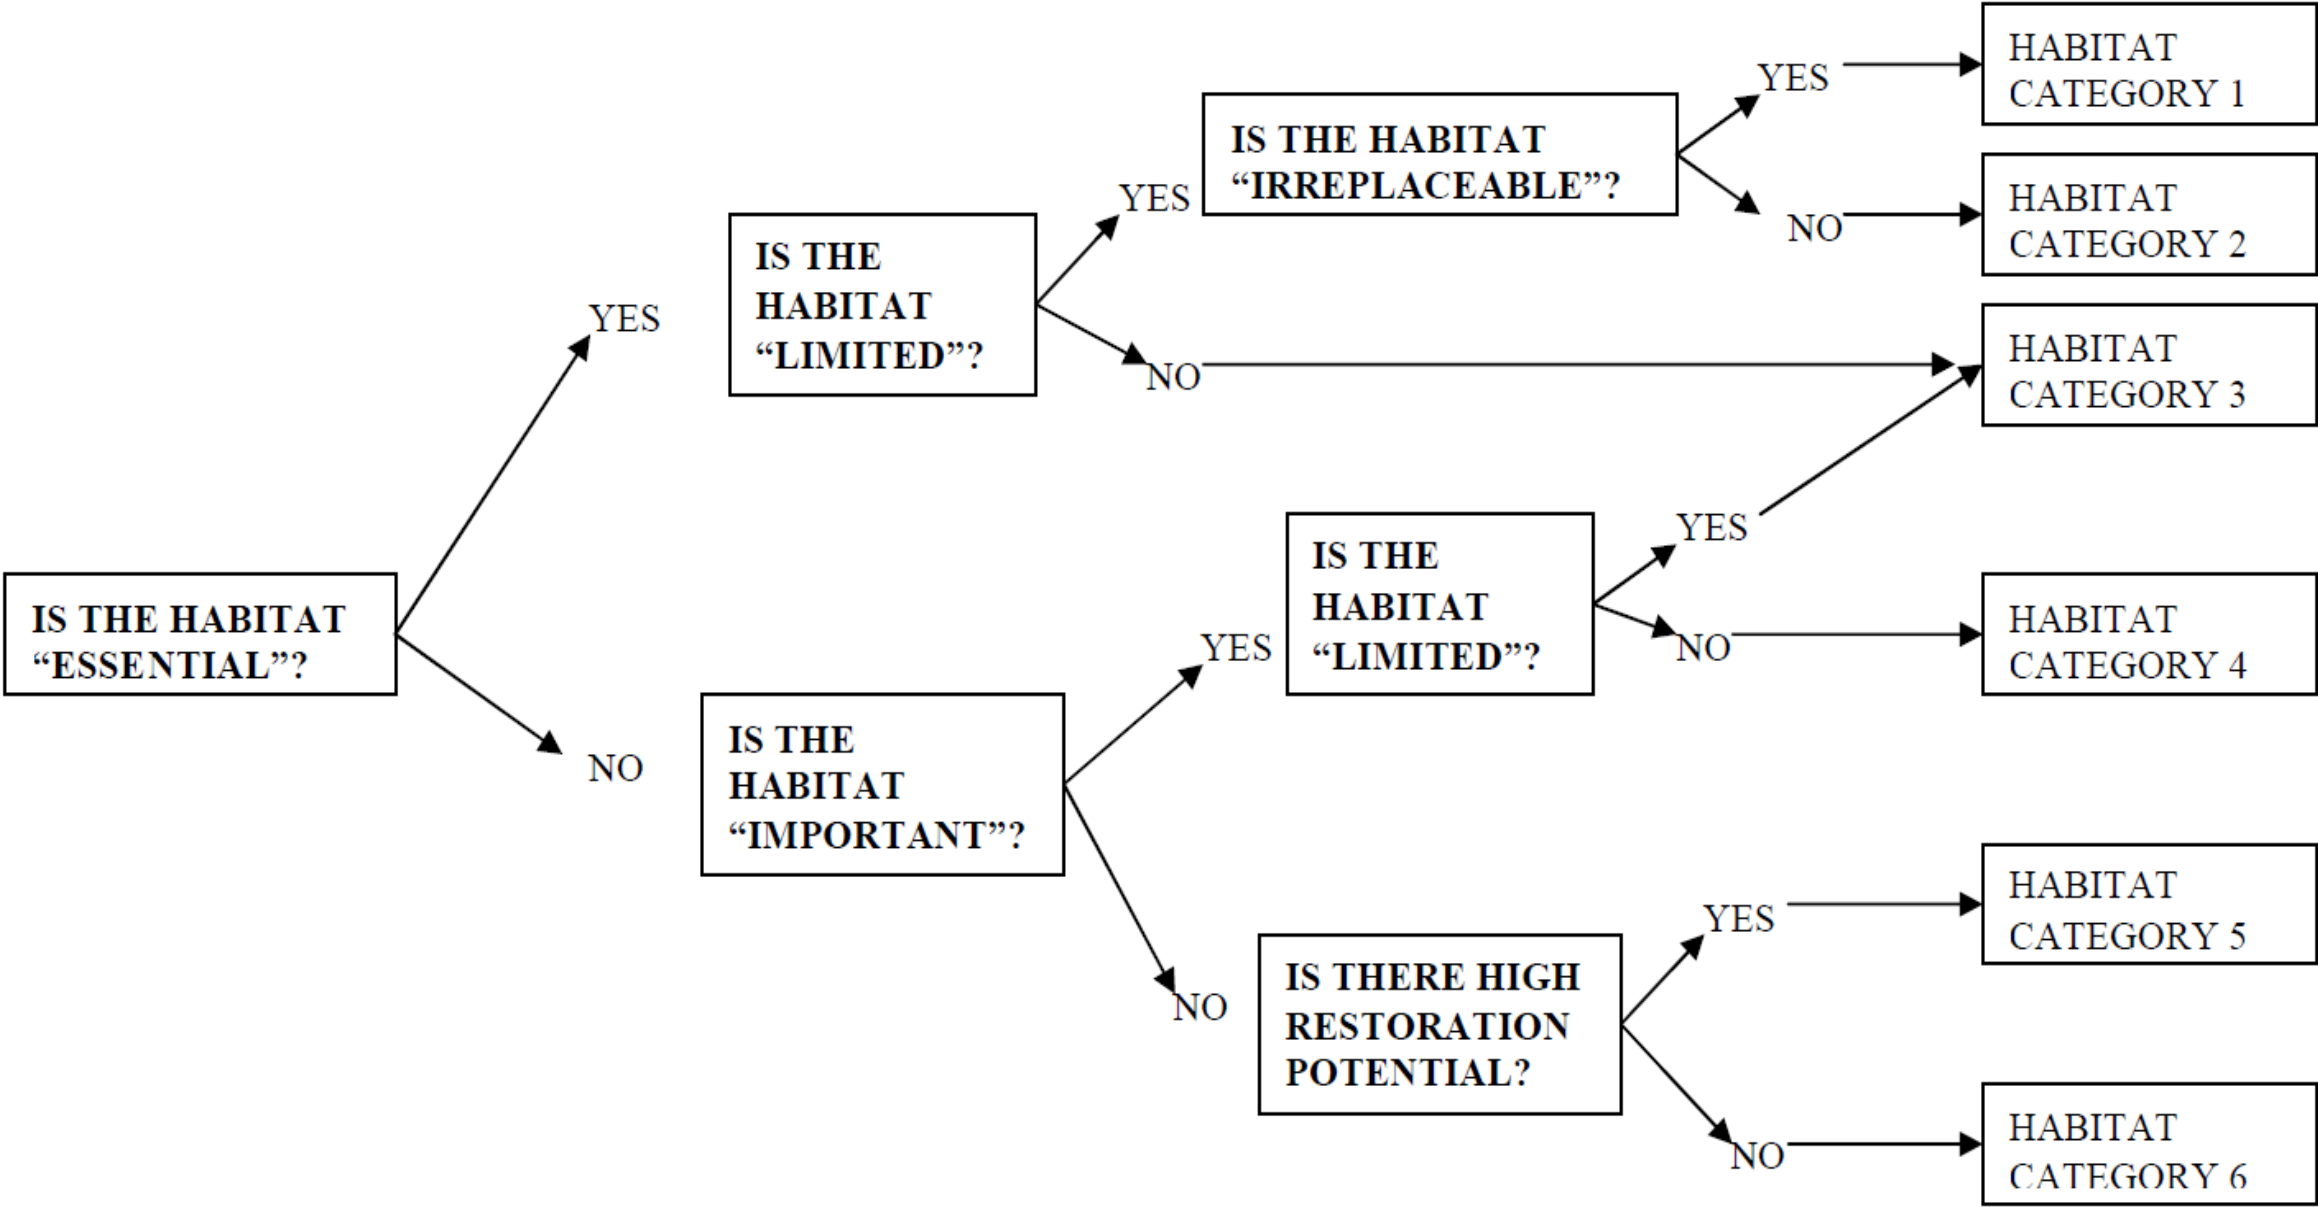 IS THE HABITAT
“ESSENTIAL”?
YES
NO
IS THE
HABITAT
“LIMITED”?
YES
NO
IS THE HABITAT
“IRREPLACEABLE”?
YES
NO
HABITAT
CATEGORY 1
HABITAT
CATEGORY 2
HABITAT
CATEGORY 3
IS THE
HABITAT
“IMPORTANT”?
YES
NO
IS THE
HABITAT
“LIMITED”?
YES
NO
HABITAT
CATEGORY 4
IS THERE HIGH
RESTORATION
POTENTIAL?
YES
NO
HABITAT
CATEGORY 5
HABITAT
CATEGORY 6